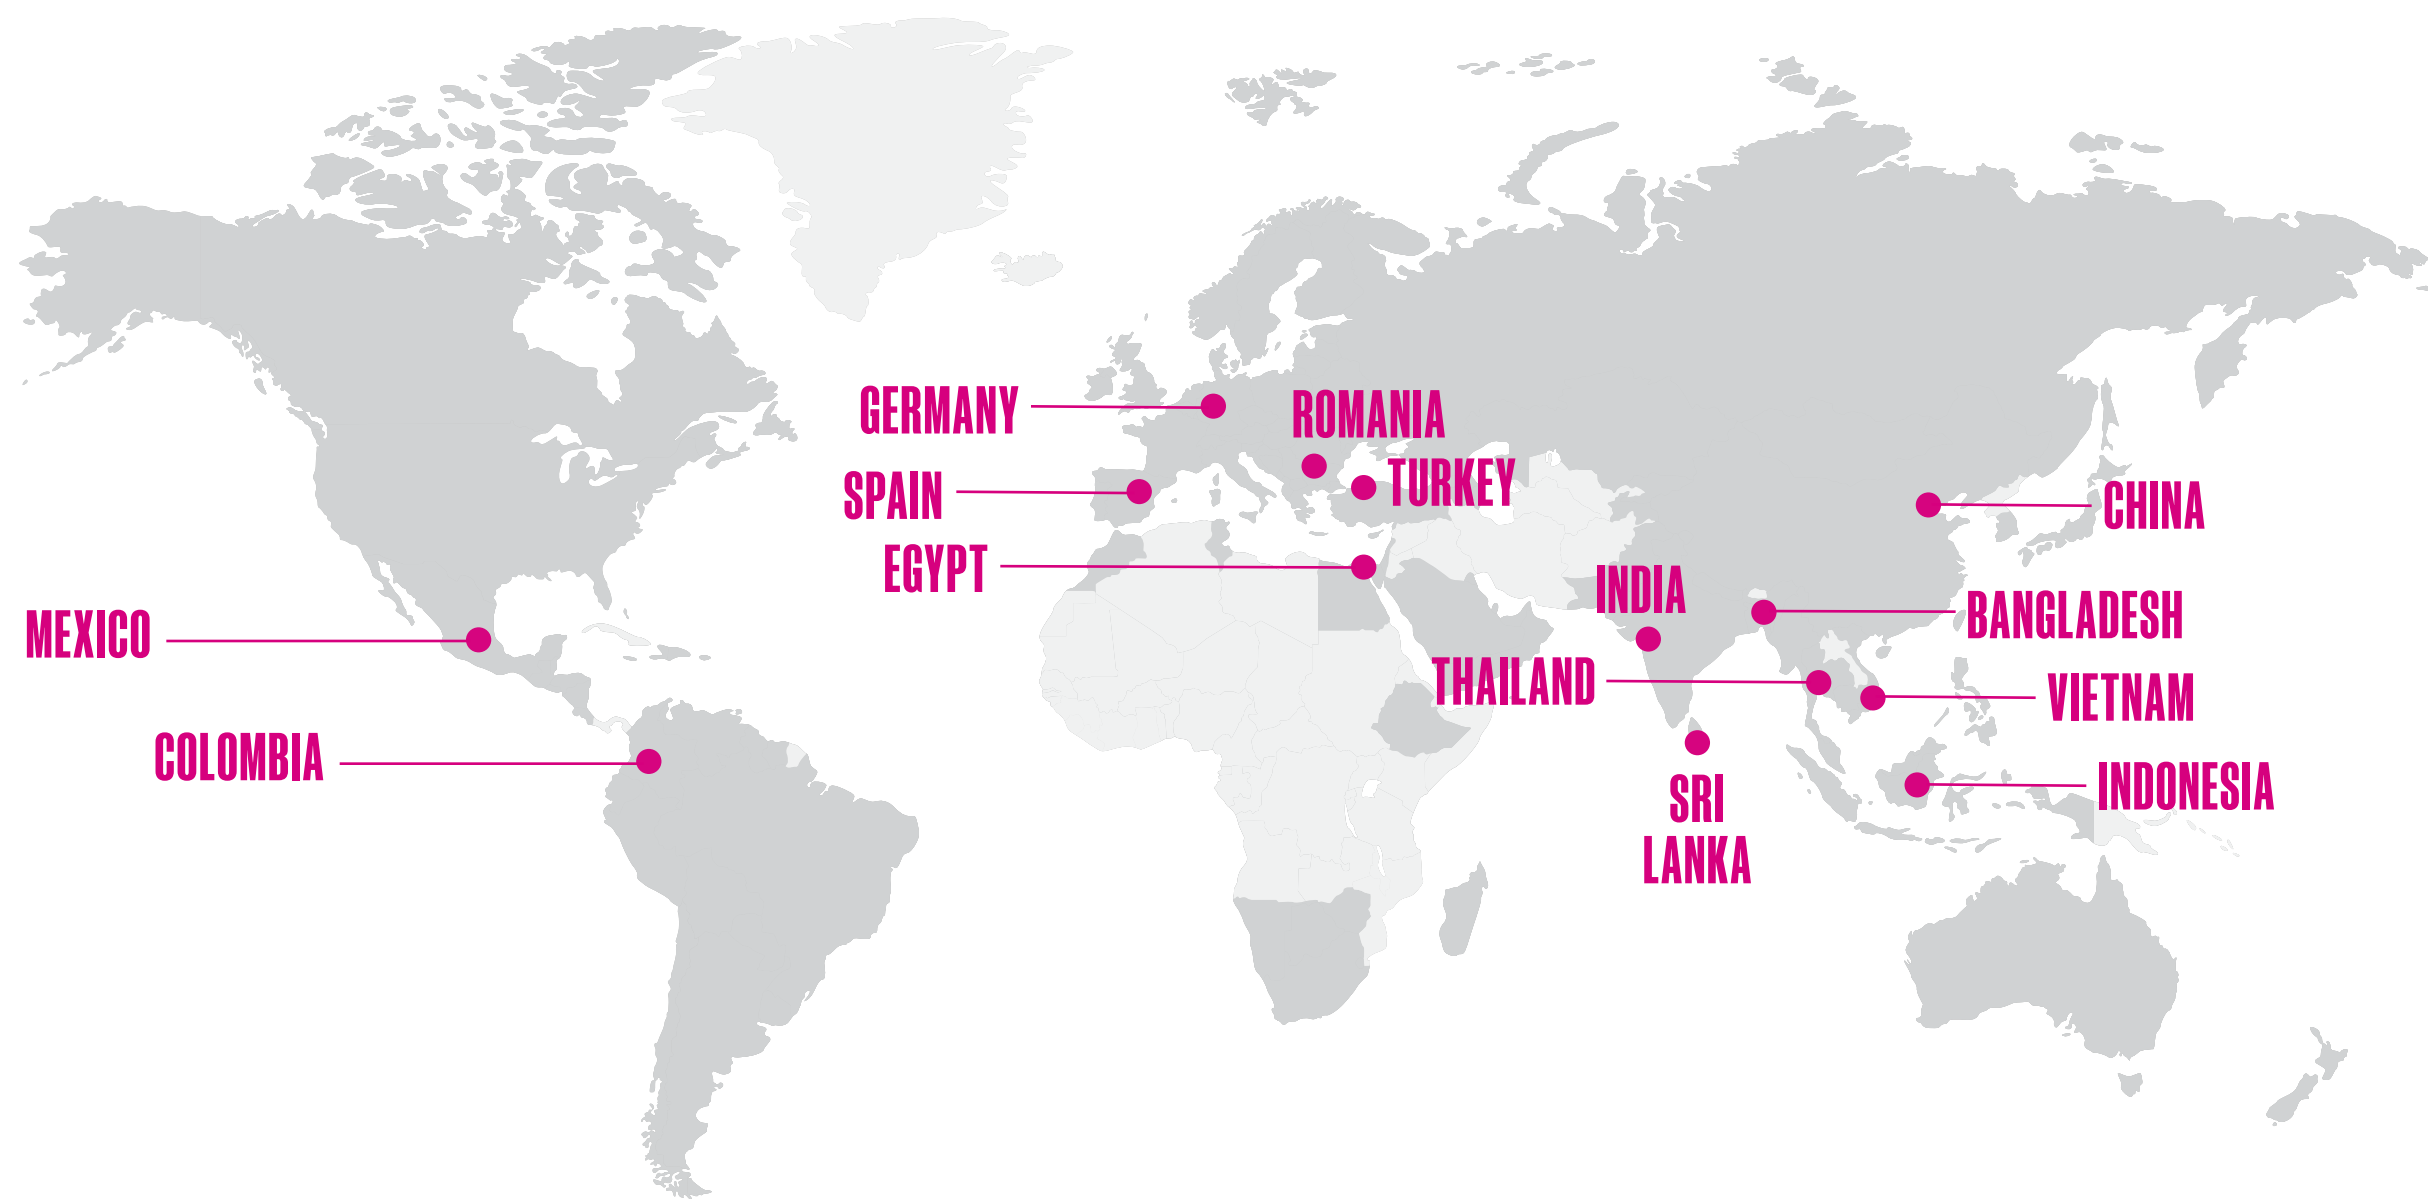 GERMANY
ROMANIA
TURKEY
SPAIN
CHINA
EGYPT
INDIA
BANGLADESH
MEXICO
THAILAND
VIETNAM
COLOMBIA
SRI
LANKA
INDONESIA